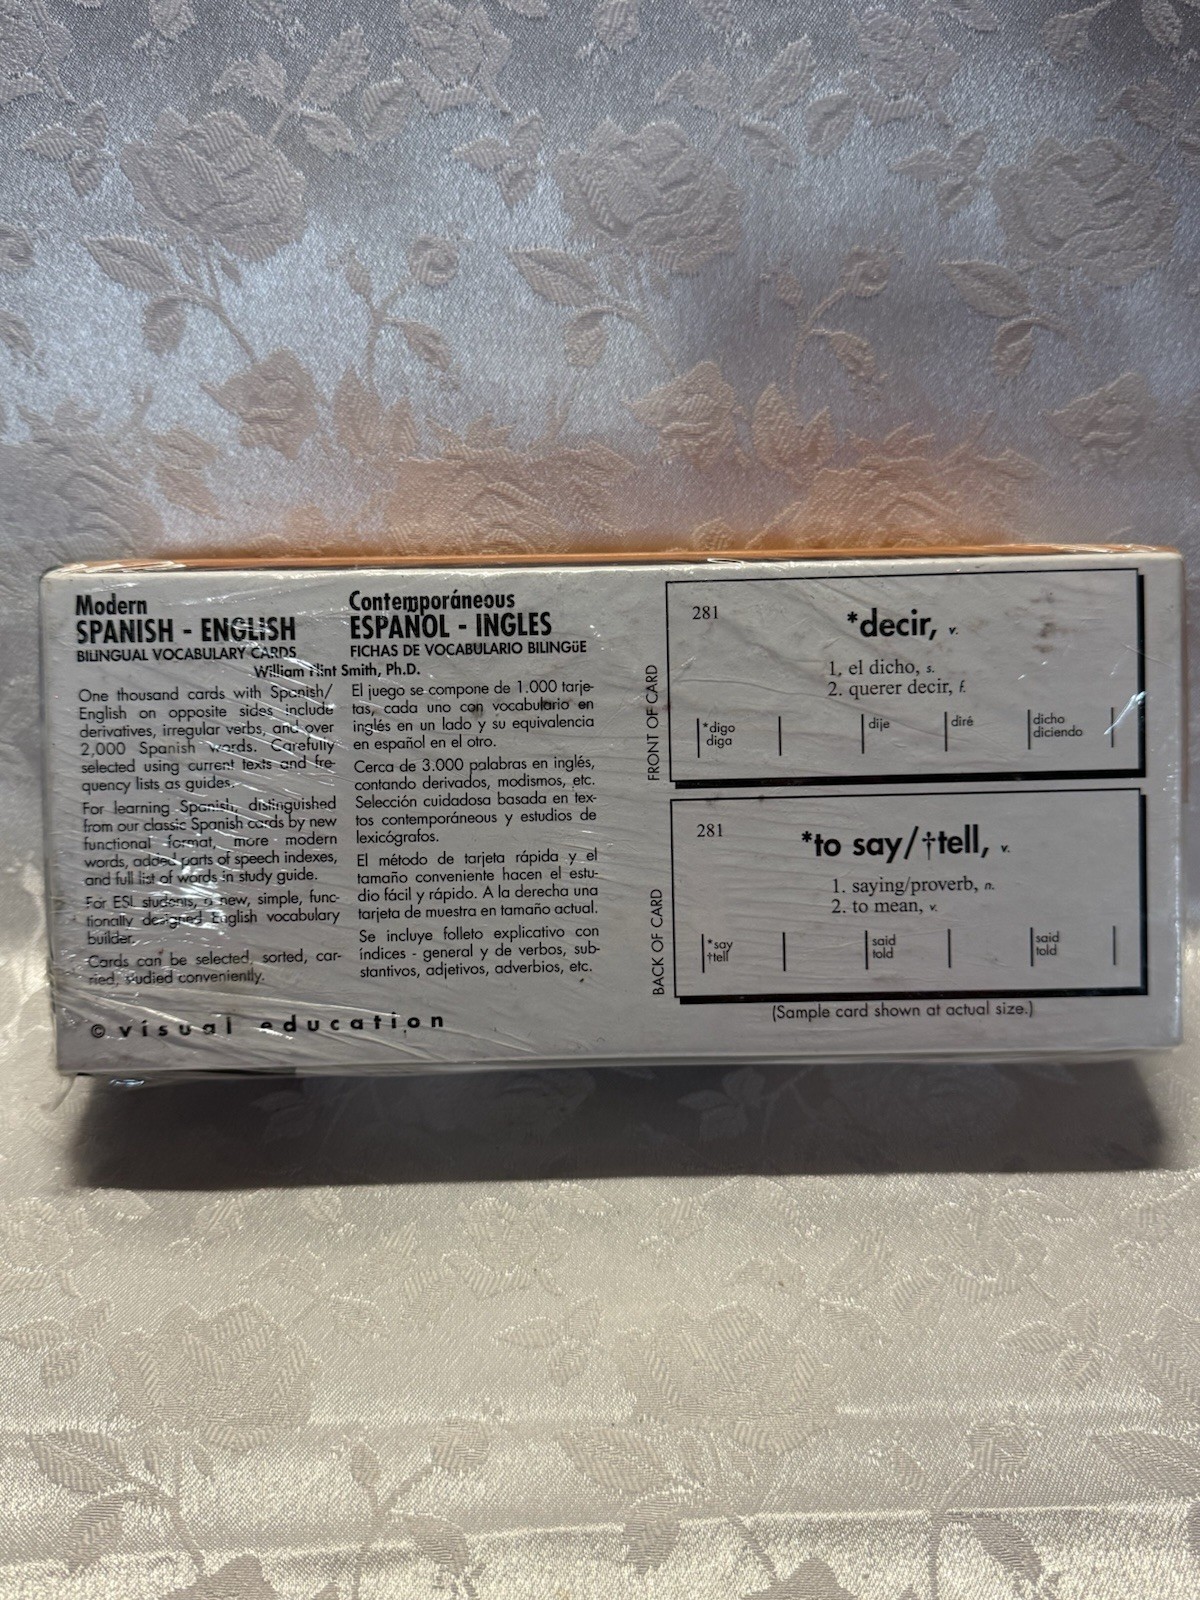 Modern
SPANISH - ENGLISH
BILINGUAL VOCABULARY CARDS
Contemporáneous
ESPAÑOL - INGLES
FICHAS DE VOCABULARIO BILINGüE
William Flint Smith, Ph.D.
One thousand cards with Spanish/
English on opposite sides include
derivatives, irregular verbs, and over
2,000 Spanish words. Carefully
selected using current texts and fre-
quency lists as guides.
For learning Spanish, distinguished
from our classic Spanish cards by new
functional format, more modern
words, added parts of speech indexes,
and full list of words in study guide.
For ESL students, a new, simple, func-
tionally designed English vocabulary
builder.
Cards can be selected, sorted, car-
ried, studied conveniently.
El juego se compone de 1.000 tarje-
tas, cada uno con vocabulario en
inglés en un lado y su equivalencia
en español en el otro.
Cerca de 3.000 palabras en inglés,
contando derivados, modismos, etc.
Selección cuidadosa basada en tex-
tos contemporáneos y estudios de
lexicógrafos.
El método de tarjeta rápida y el
tamaño conveniente hacen el estu-
dio fácil y rápido. A la derecha una
tarjeta de muestra en tamaño actual.
Se incluye folleto explicativo con
índices - general y de verbos, sub-
stantivos, adjetivos, adverbios, etc.
© visual education
FRONT OF CARD
281
*decir, v.
1. el dicho, s.
2. querer decir, f.
*digo
diga
dije
diré
dicho
diciendo
BACK OF CARD
281
*to say/†tell, v.
1. saying/proverb, n.
2. to mean, v.
*say
†tell
said
told
said
told
(Sample card shown at actual size.)